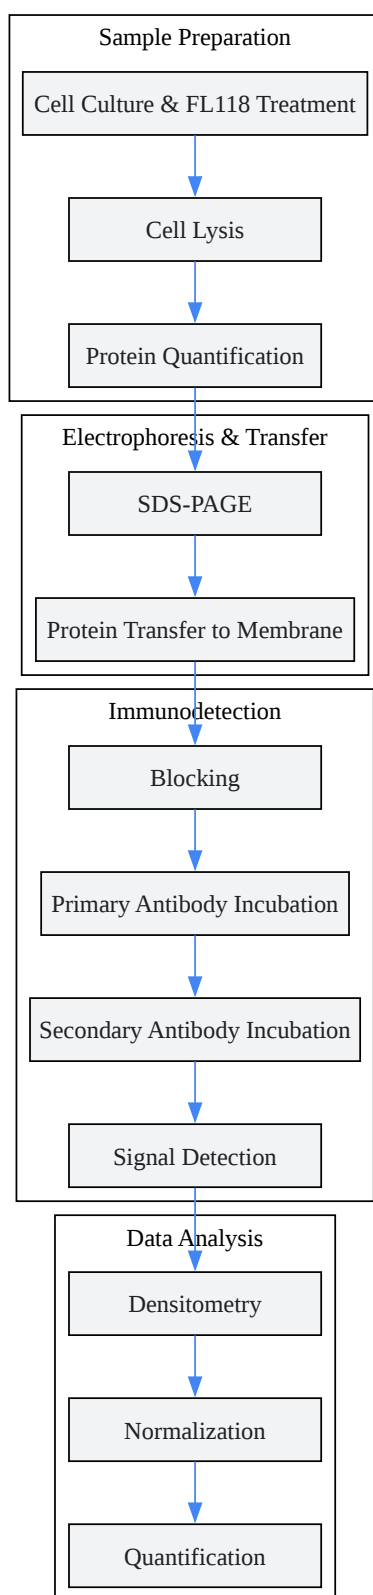 Sample Preparation
Cell Culture & FL118 Treatment
Cell Lysis
Protein Quantification
Electrophoresis & Transfer
SDS-PAGE
Protein Transfer to Membrane
Immunodetection
Blocking
Primary Antibody Incubation
Secondary Antibody Incubation
Signal Detection
Data Analysis
Densitometry
Normalization
Quantification